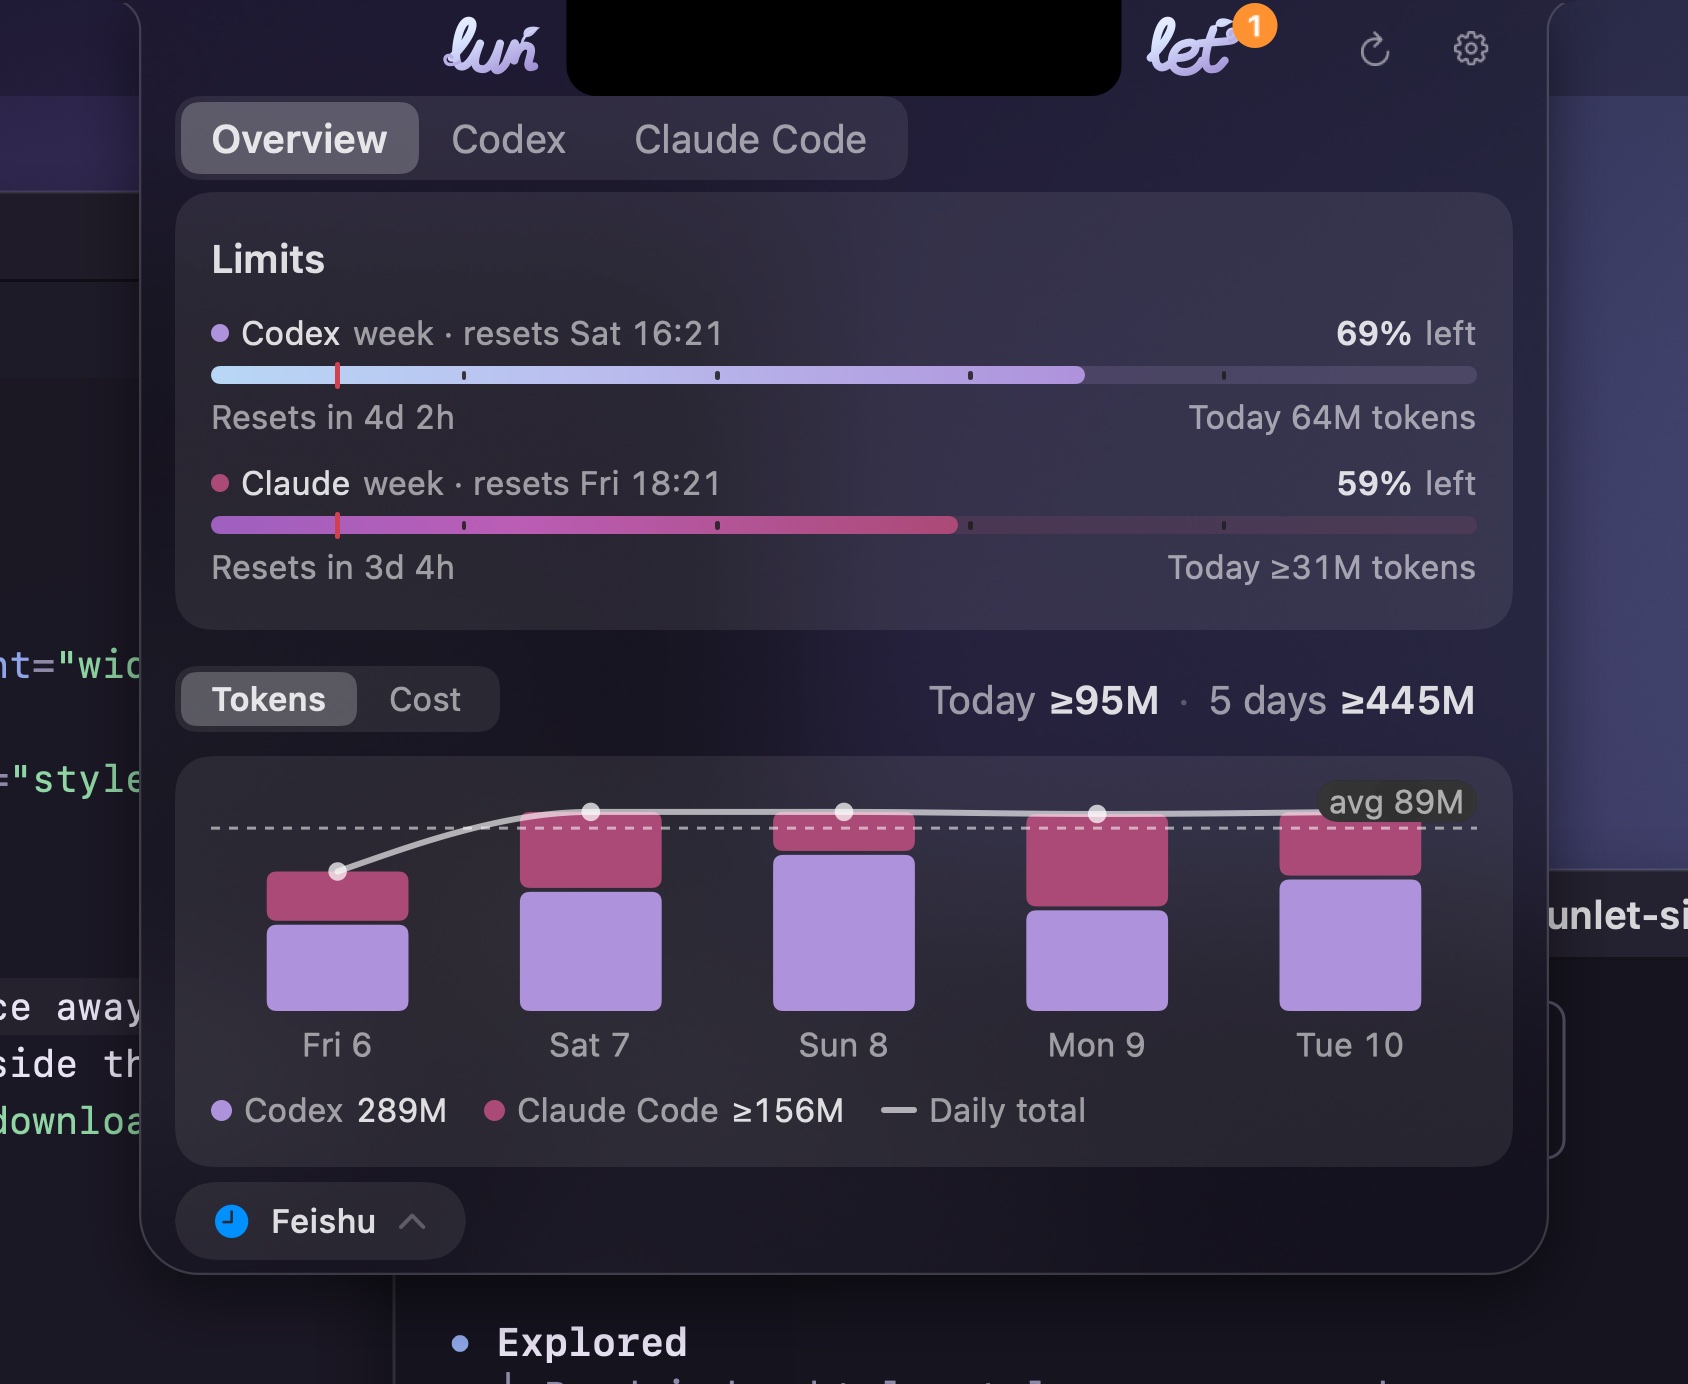 lun
let
1
Overview Codex Claude Code
Limits
Codex week · resets Sat 16:21 69% left
Resets in 4d 2h Today 64M tokens
Claude week · resets Fri 18:21 59% left
Resets in 3d 4h Today ≥31M tokens
Tokens Cost Today ≥95M · 5 days ≥445M
avg 89M
Fri 6 Sat 7 Sun 8 Mon 9 Tue 10
Codex 289M Claude Code ≥156M Daily total
Feishu
nt="wid
="style
ce away
side th
downloa
unlet-si
Explored